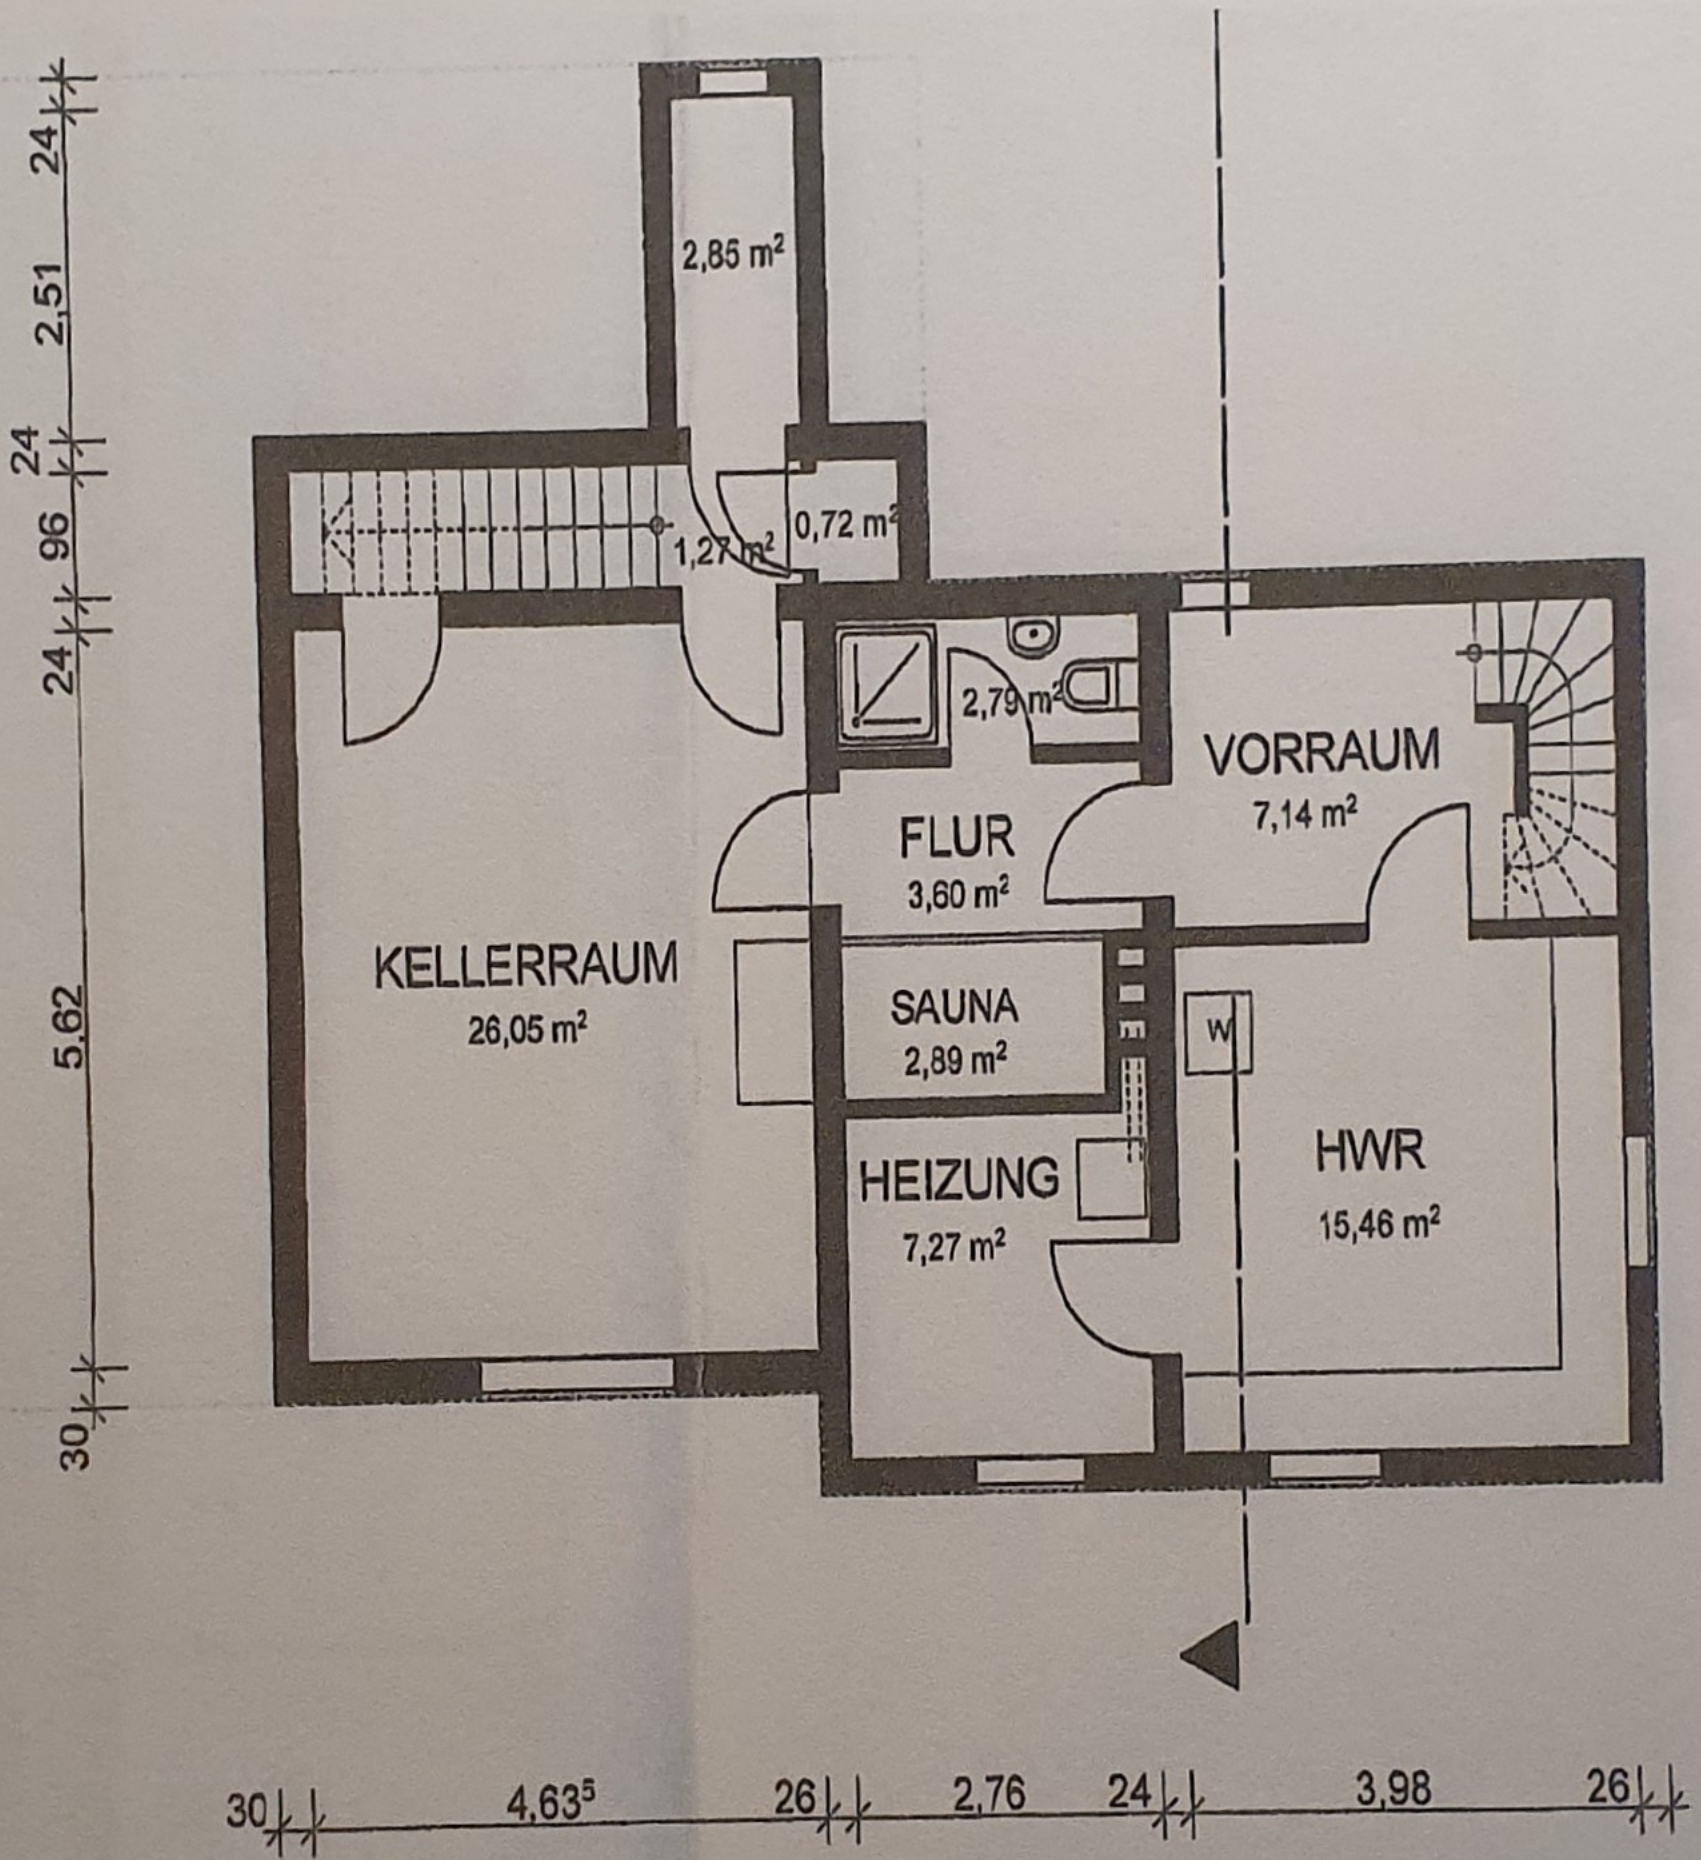 24
2,51
24
96
24
5,62
30
2,85 m²
1,27 m²
0,72 m²
2,79 m²
VORRAUM
7,14 m²
FLUR
3,60 m²
KELLERRAUM
26,05 m²
SAUNA
2,89 m²
W
HWR
15,46 m²
HEIZUNG
7,27 m²
30 4,63⁵ 26 2,76 24 3,98 26